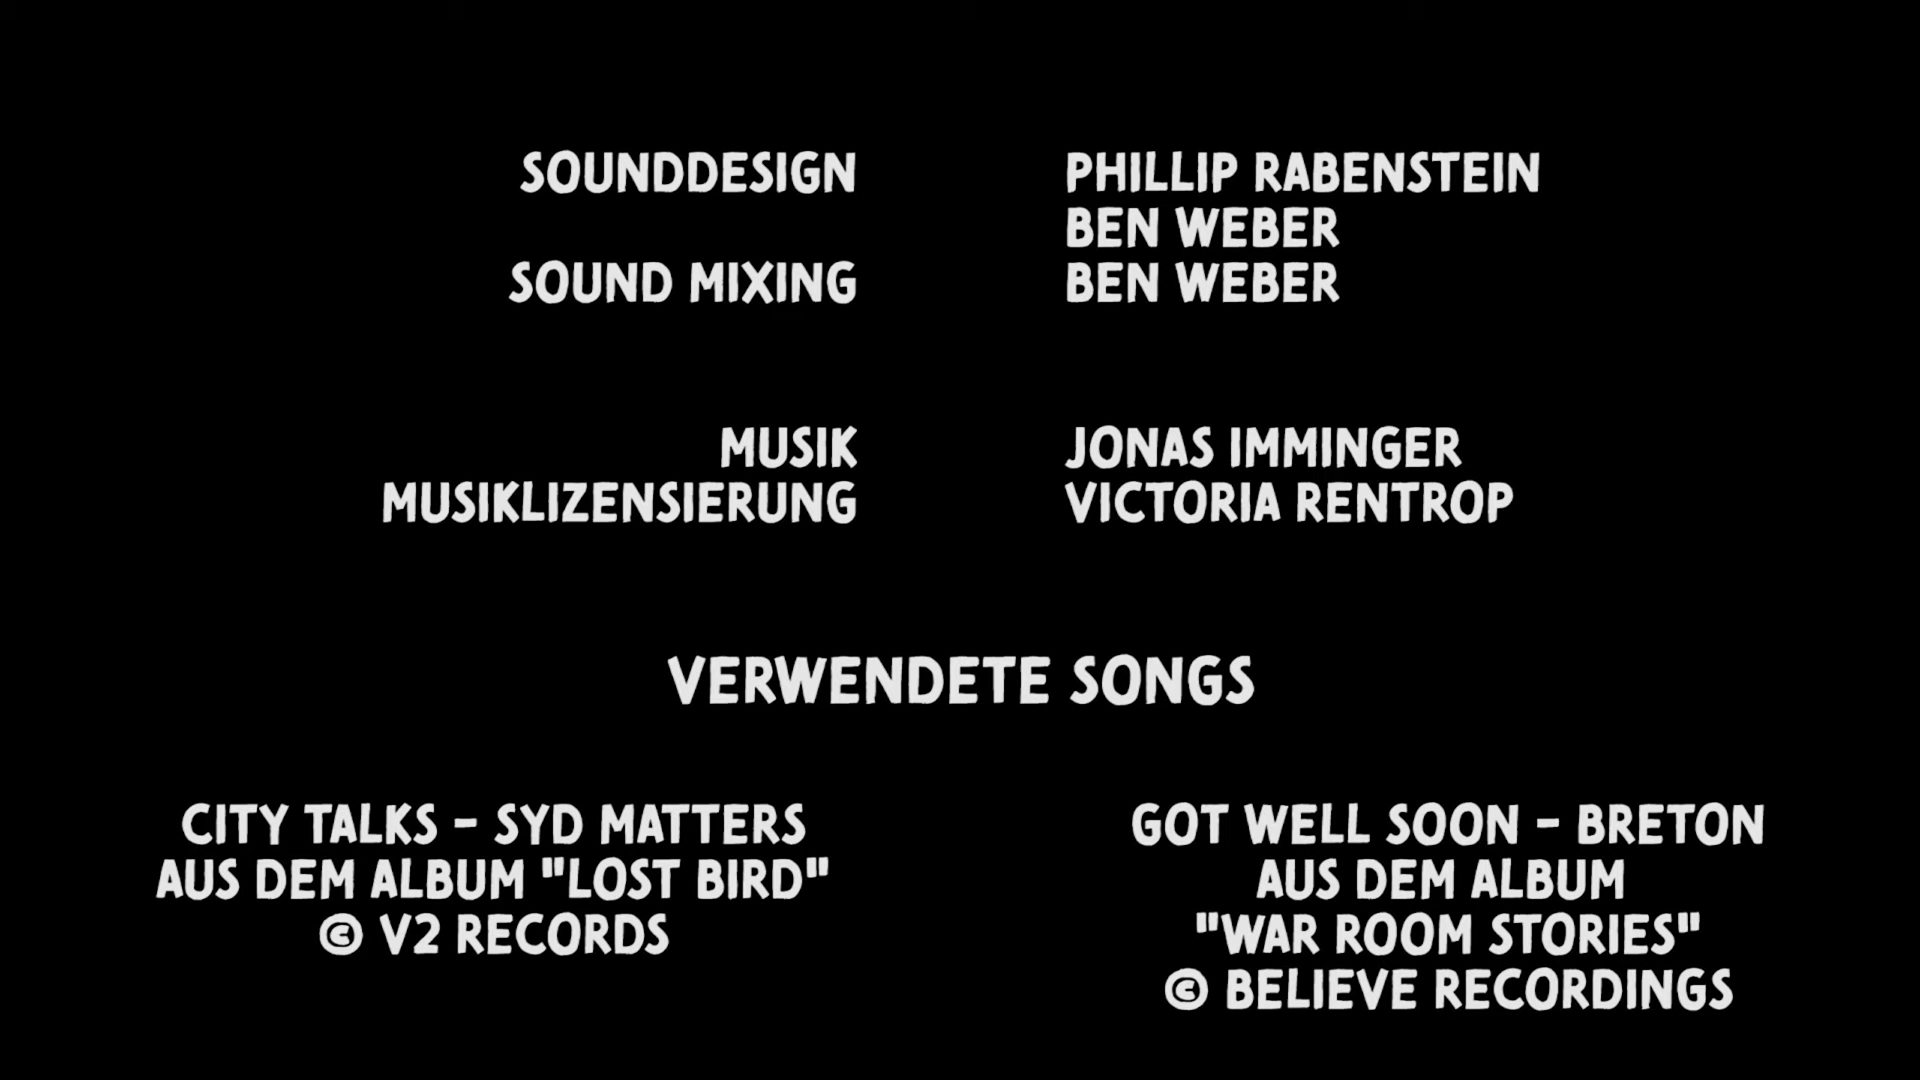 SOUNDDESIGN PHILLIP RABENSTEIN
BEN WEBER
SOUND MIXING BEN WEBER
MUSIK JONAS IMMINGER
MUSIKLIZENSIERUNG VICTORIA RENTROP
VERWENDETE SONGS
CITY TALKS - SYD MATTERS
AUS DEM ALBUM "LOST BIRD"
© V2 RECORDS
GOT WELL SOON - BRETON
AUS DEM ALBUM
"WAR ROOM STORIES"
© BELIEVE RECORDINGS